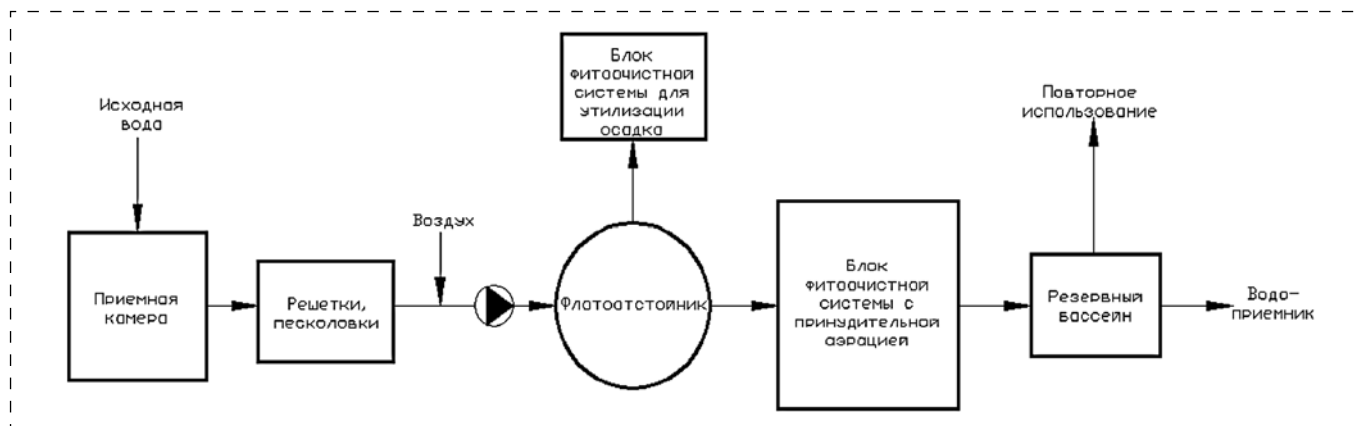 Исходная
вода
Приемная
камера
Решетки,
песколовки
Воздух
Флотоотстойник
Блок
фитоочистной
системы для
утилизации
осадка
Блок
фитоочистной
системы с
принудительной
аэрацией
Повторное
использование
Резервный
бассейн
Водо-
приемник